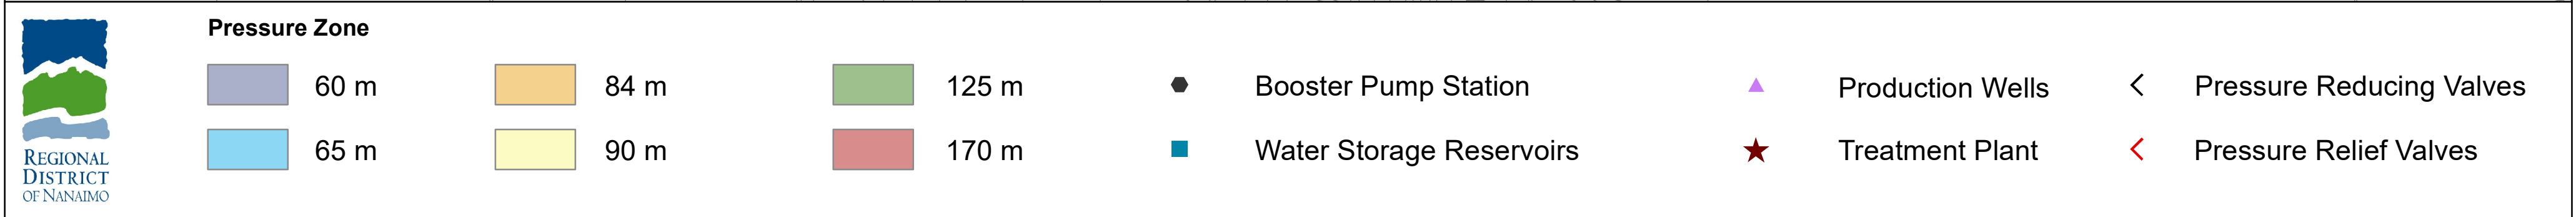 Pressure Zone
60 m
84 m
125 m
Booster Pump Station
Production Wells
Pressure Reducing Valves
65 m
90 m
170 m
Water Storage Reservoirs
Treatment Plant
Pressure Relief Valves
REGIONAL
DISTRICT
OF NANAIMO